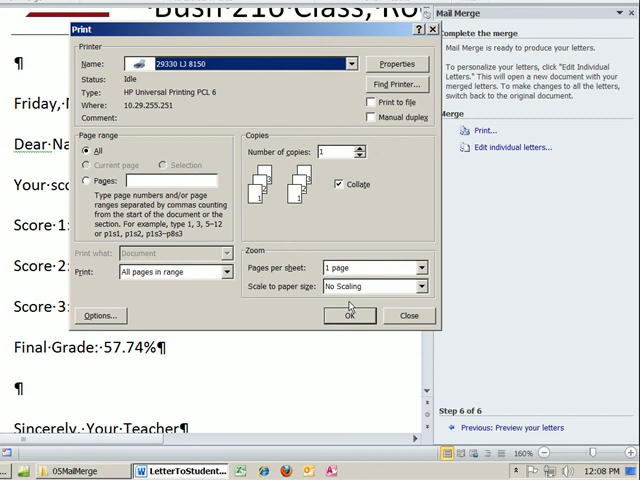 Bush 216 Class, Ro
Print
Printer
Name: 29330 LJ 8150
Properties
Status: Idle
Find Printer...
Type: HP Universal Printing PCL 6
Where: 10.29.255.251
Print to file
Comment:
Manual duplex
Page range
All
Current page
Selection
Pages:
Type page numbers and/or page
ranges separated by commas counting
from the start of the document or the
section. For example, type 1, 3, 5–12
or p1s1, p1s2, p1s3–p8s3
Copies
Number of copies: 1
1 2 3
1 2 3
Collate
Print what: Document
Print: All pages in range
Zoom
Pages per sheet: 1 page
Scale to paper size: No Scaling
Options...
OK
Close
¶
Friday,
Dear·Na
Your·sco
Score·1:
Score·2:
Score·3:
Final·Grade:·57.74%¶
¶
Sincerely,·Your·Teacher¶
Mail Merge
Complete the merge
Mail Merge is ready to produce your letters.
To personalize your letters, click "Edit Individual
Letters." This will open a new document with your
merged letters. To make changes to all the letters,
switch back to the original document.
Merge
Print...
Edit individual letters...
Step 6 of 6
Previous: Preview your letters
160%
05MailMerge
LetterToStudent...
12:08 PM